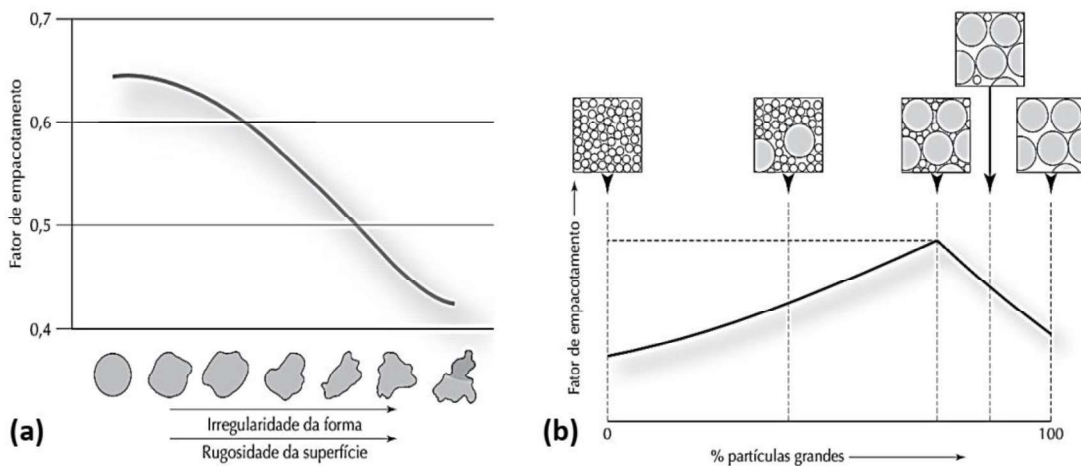 0,7
0,6
0,5
0,4
Fator de empacotamento
Irregularidade da forma
Rugosidade da superfície
(a)
Fator de empacotamento
0
100
% partículas grandes
(b)